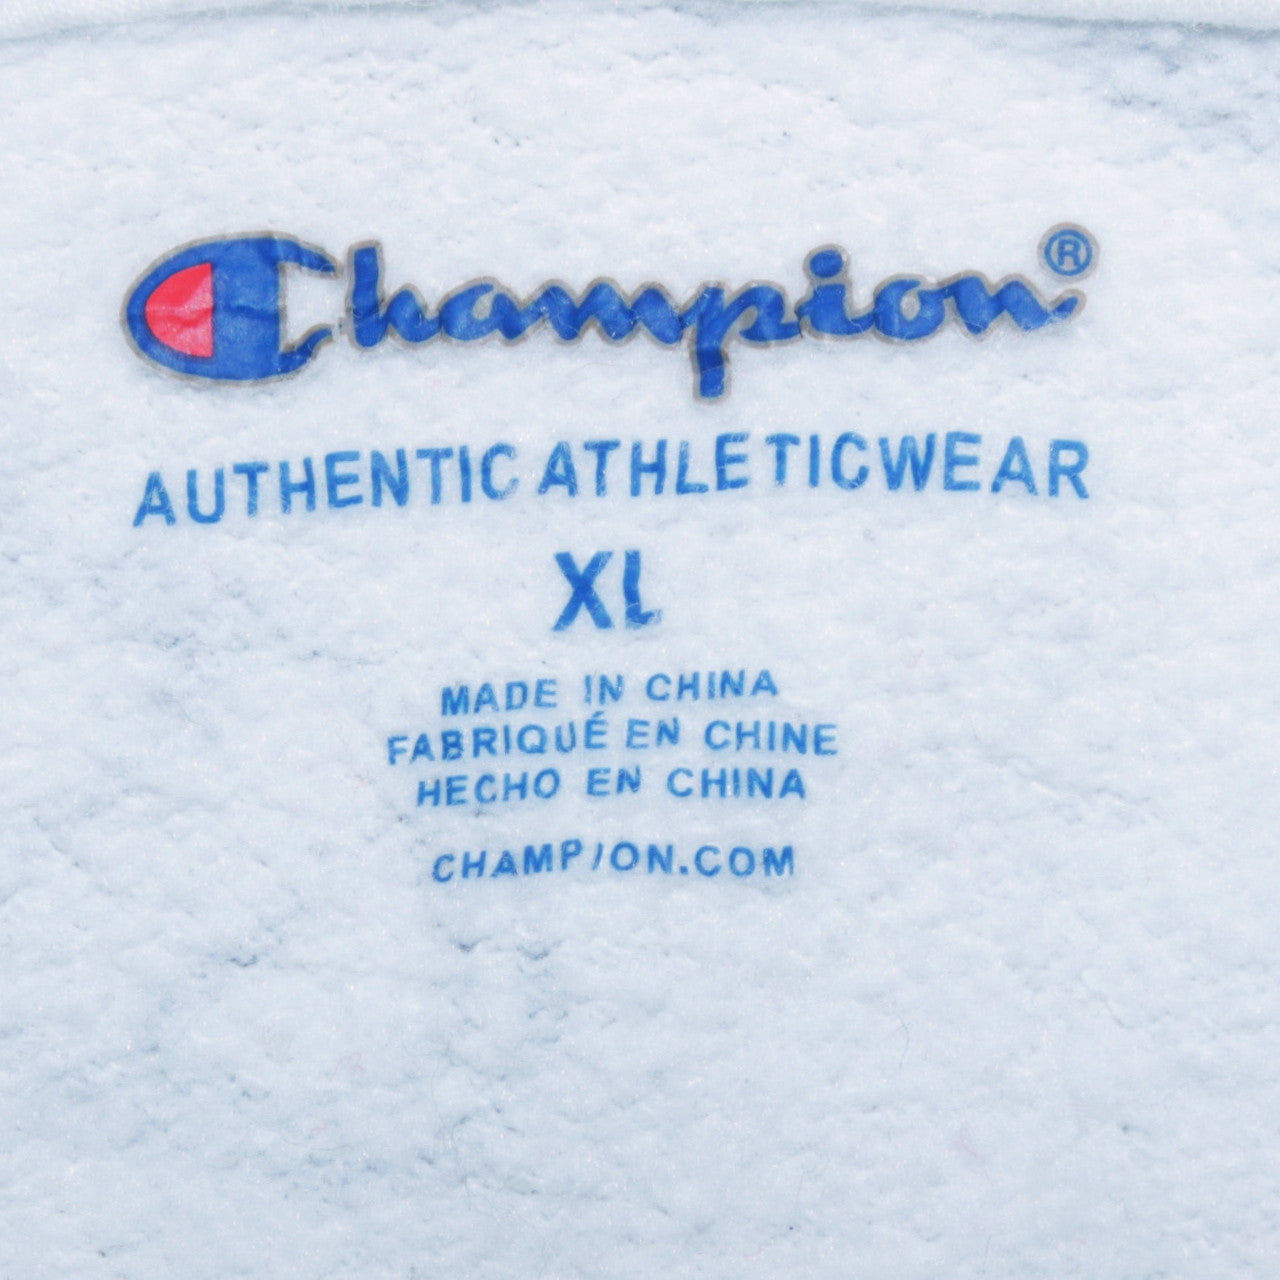 Champion®
AUTHENTIC ATHLETICWEAR
XL
MADE IN CHINA
FABRIQUÉ EN CHINE
HECHO EN CHINA
CHAMPION.COM